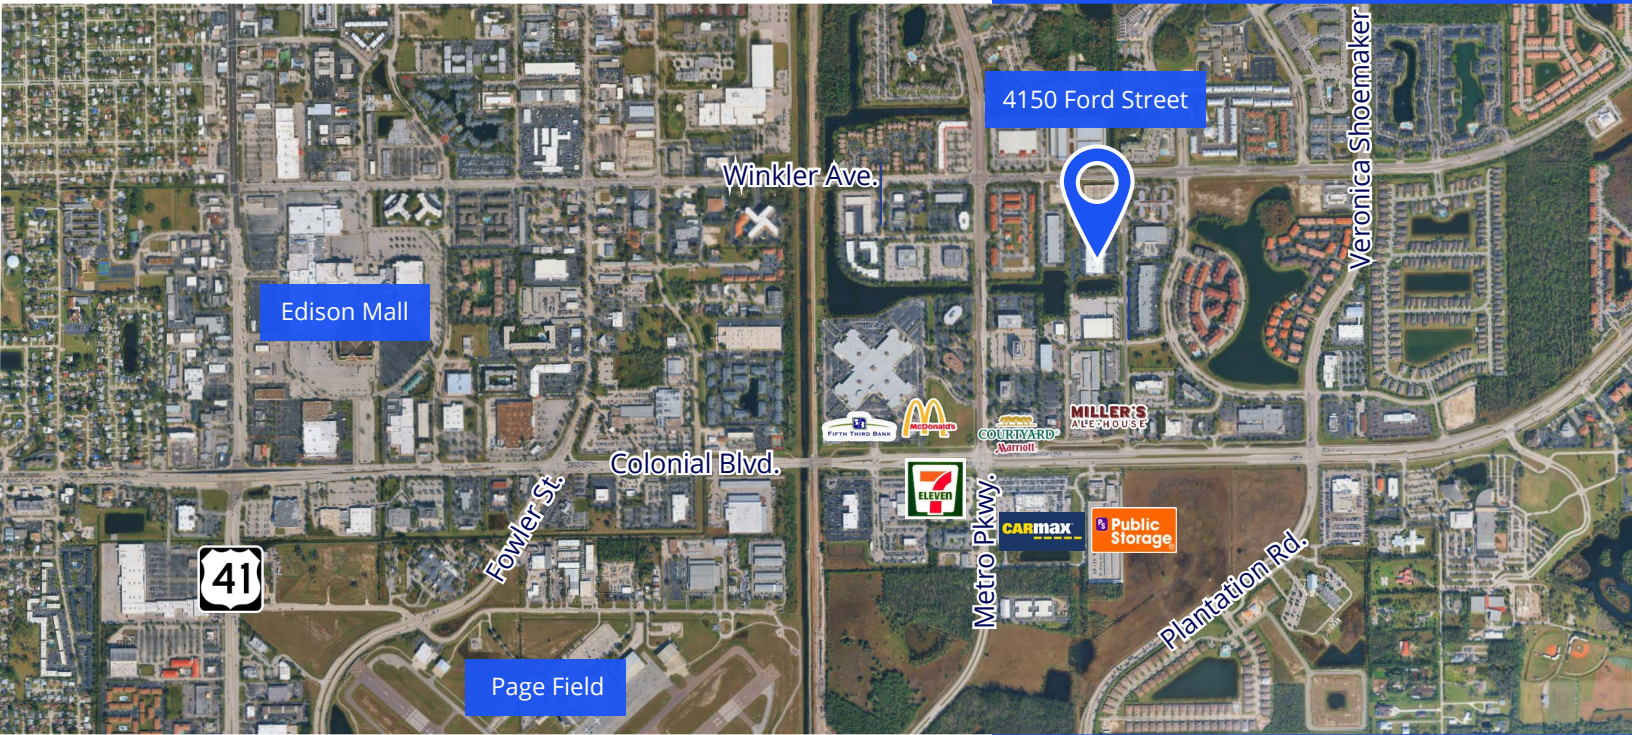 4150 Ford Street
Veronica Shoemaker
Winkler Ave.
Edison Mall
FIFTH THIRD BANK
McDonald's
COURTYARD®
Marriott
MILLER'S
ALE·HOUSE
Colonial Blvd.
Fowler St.
7
ELEVEN
Metro Pkwy.
CARMAX
PS Public
Storage®
Plantation Rd.
41
Page Field